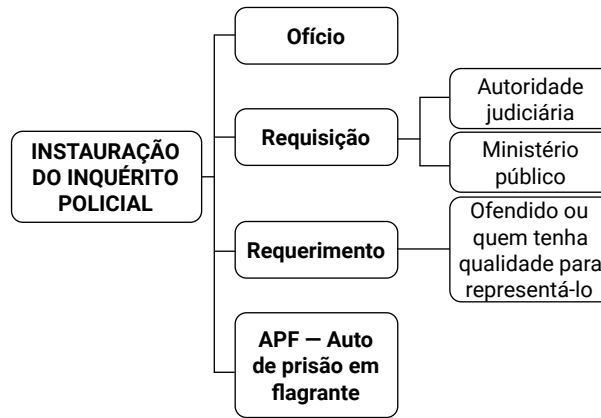 INSTAURAÇÃO
DO INQUÉRITO
POLICIAL
Ofício
Requisição
Autoridade
judiciária
Ministério
público
Requerimento
Ofendido ou
quem tenha
qualidade para
representá-lo
APF — Auto
de prisão em
flagrante